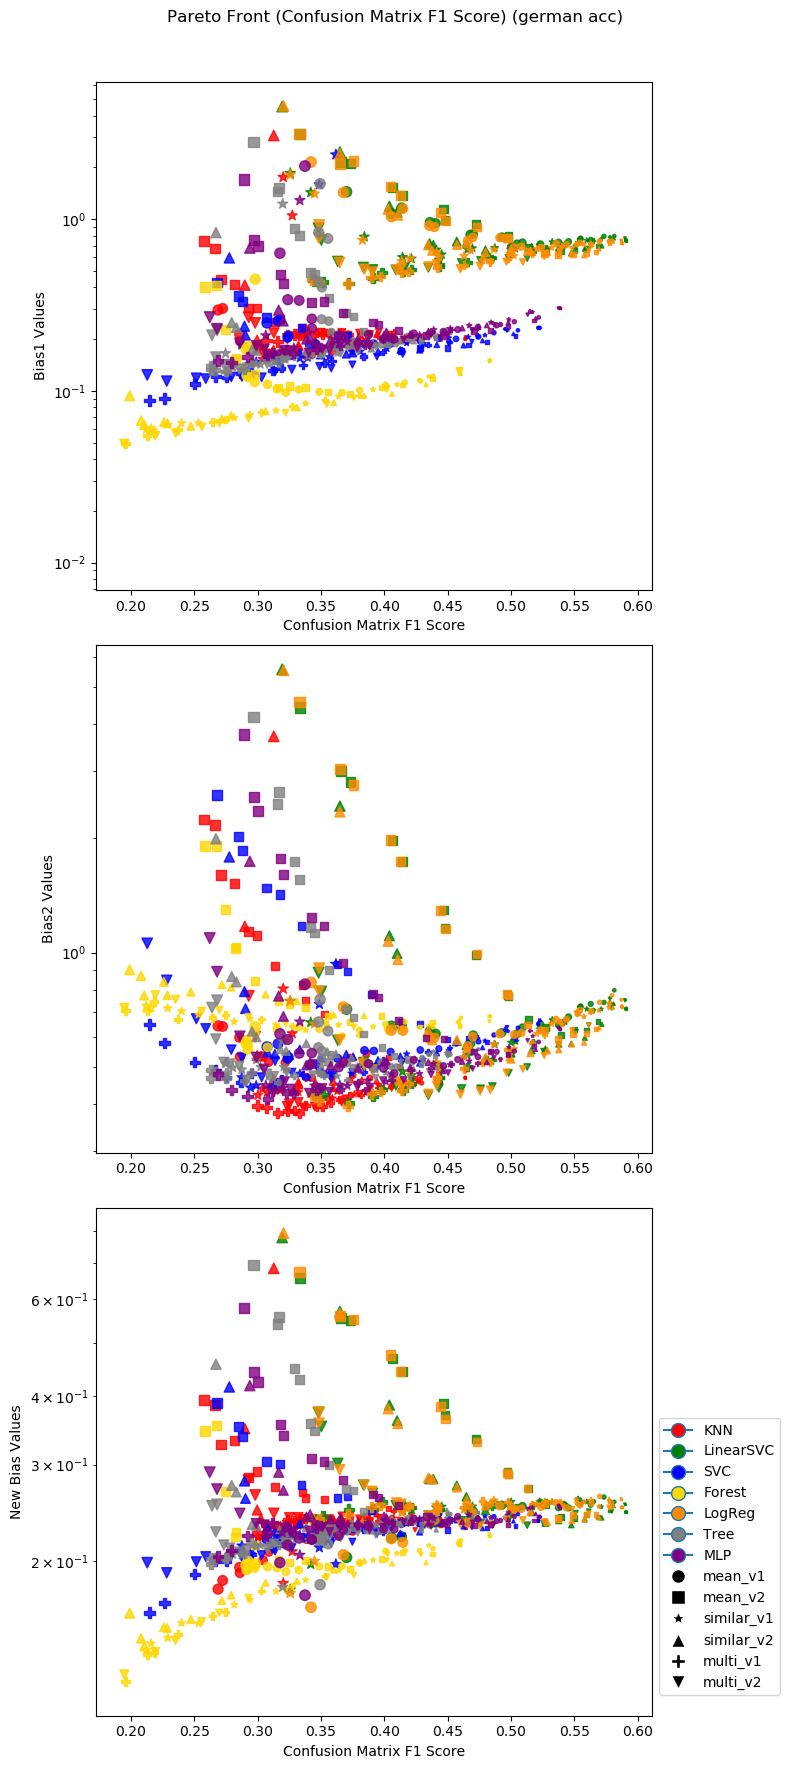 Pareto Front (Confusion Matrix F1 Score) (german acc)
10^0
10^-1
10^-2
Bias1 Values
0.20 0.25 0.30 0.35 0.40 0.45 0.50 0.55 0.60
Confusion Matrix F1 Score
10^0
Bias2 Values
0.20 0.25 0.30 0.35 0.40 0.45 0.50 0.55 0.60
Confusion Matrix F1 Score
6 × 10^-1
4 × 10^-1
3 × 10^-1
2 × 10^-1
New Bias Values
0.20 0.25 0.30 0.35 0.40 0.45 0.50 0.55 0.60
Confusion Matrix F1 Score
KNN
LinearSVC
SVC
Forest
LogReg
Tree
MLP
mean_v1
mean_v2
similar_v1
similar_v2
multi_v1
multi_v2